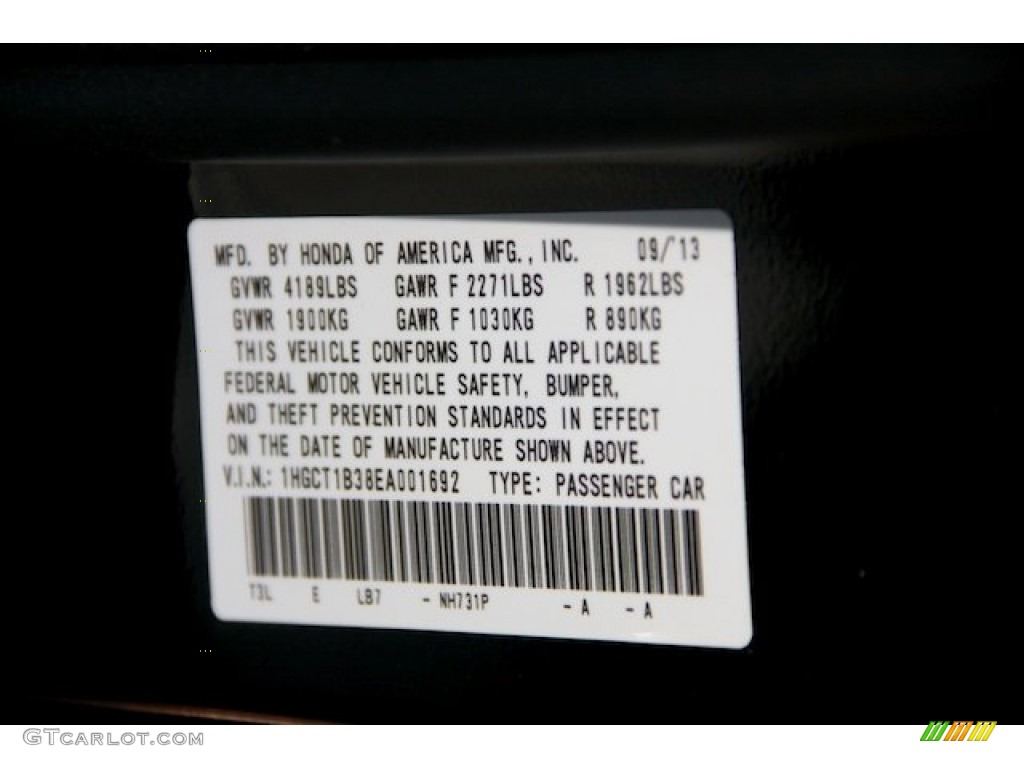 MFD. BY HONDA OF AMERICA MFG., INC. 09/13
GVWR 4189LBS GAWR F 2271LBS R 1962LBS
GVWR 1900KG GAWR F 1030KG R 890KG
THIS VEHICLE CONFORMS TO ALL APPLICABLE
FEDERAL MOTOR VEHICLE SAFETY, BUMPER,
AND THEFT PREVENTION STANDARDS IN EFFECT
ON THE DATE OF MANUFACTURE SHOWN ABOVE.
V.I.N.: 1HGCT1B38EA001692 TYPE: PASSENGER CAR
T3L E LB7 - NH731P - A - A
GTCARLOT.COM